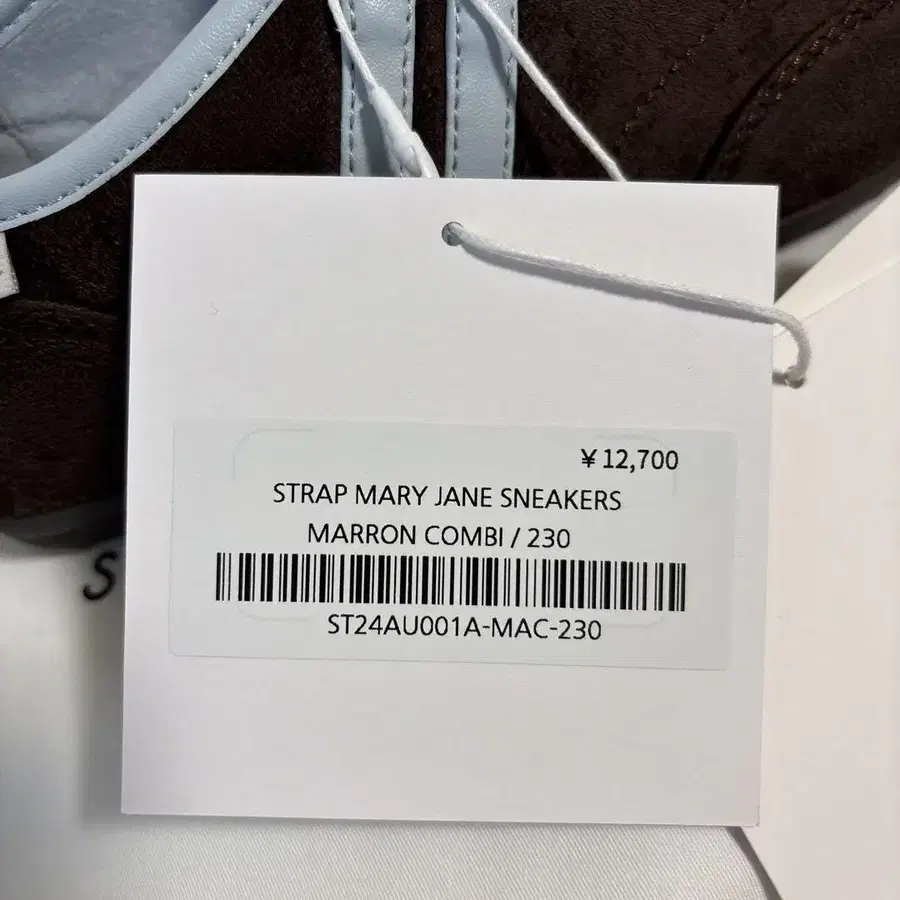 ¥12,700
STRAP MARY JANE SNEAKERS
MARRON COMBI / 230
ST24AU001A-MAC-230
S